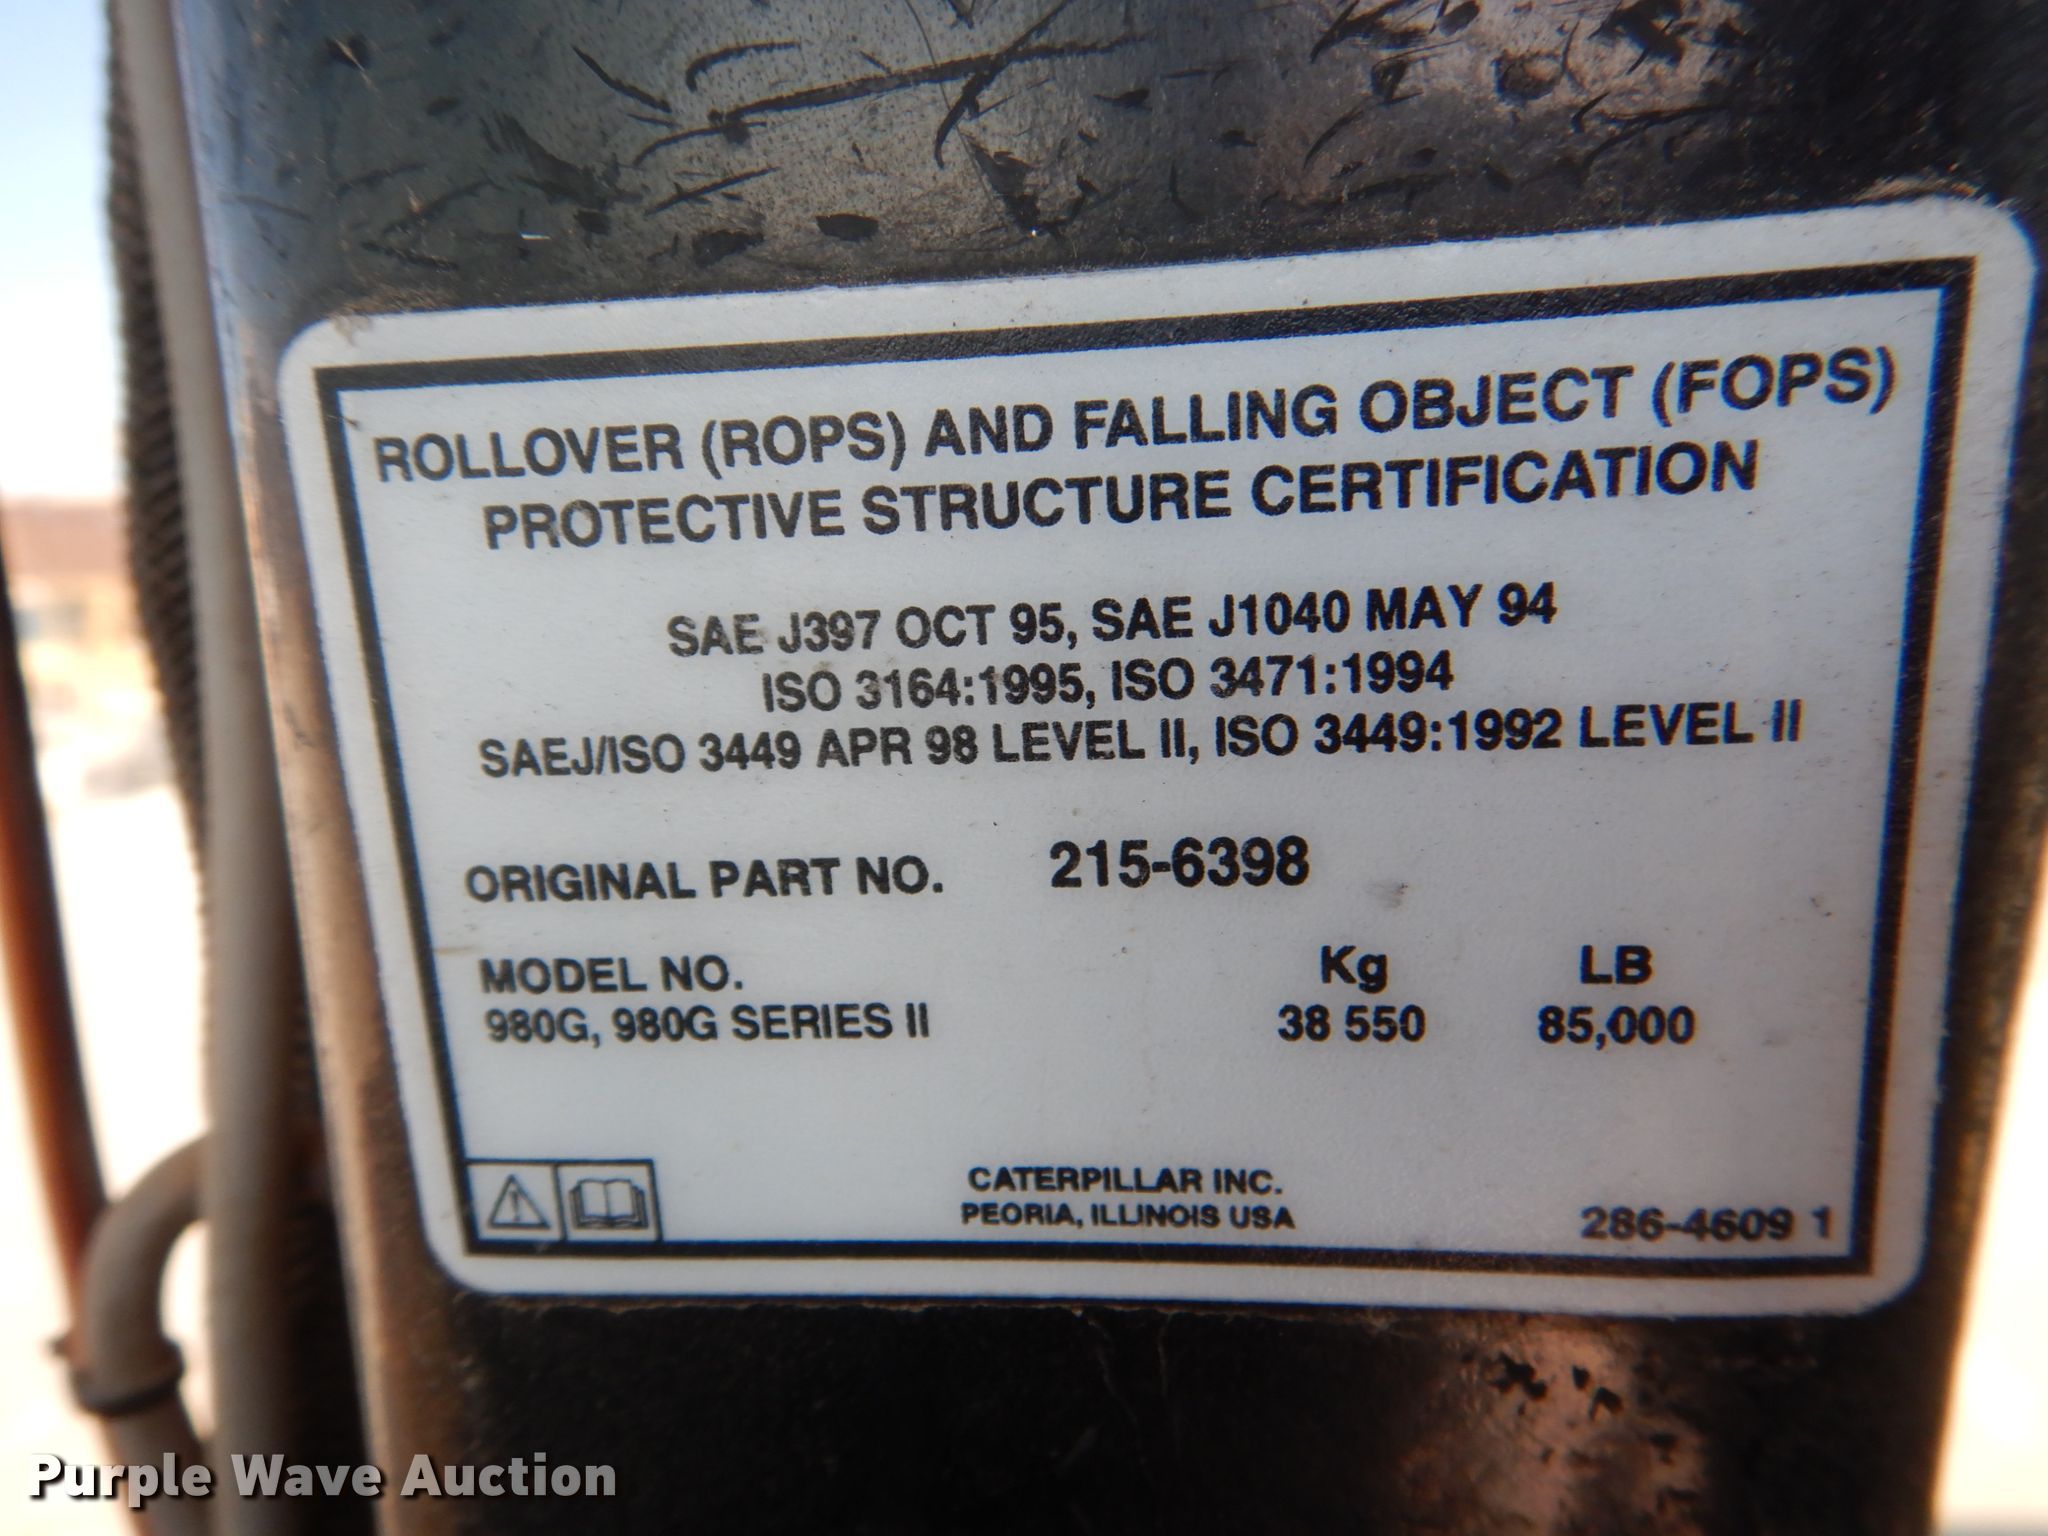 ROLLOVER (ROPS) AND FALLING OBJECT (FOPS)
PROTECTIVE STRUCTURE CERTIFICATION
SAE J397 OCT 95, SAE J1040 MAY 94
ISO 3164:1995, ISO 3471:1994
SAEJ/ISO 3449 APR 98 LEVEL II, ISO 3449:1992 LEVEL II
ORIGINAL PART NO. 215-6398
MODEL NO. Kg LB
980G, 980G SERIES II 38 550 85,000
CATERPILLAR INC.
PEORIA, ILLINOIS USA
286-4609 1
Purple Wave Auction